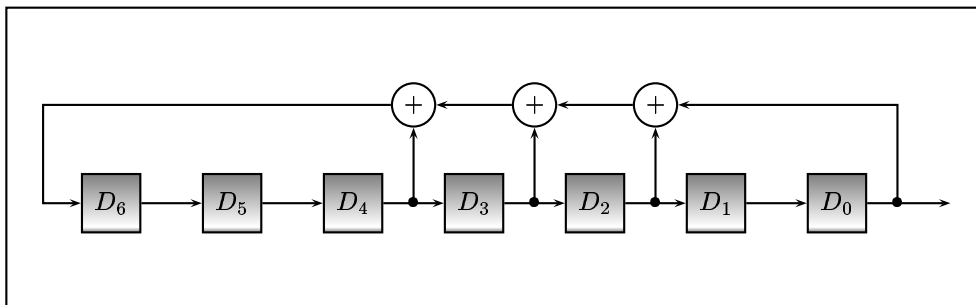 + + +
D₆ D₅ D₄ D₃ D₂ D₁ D₀